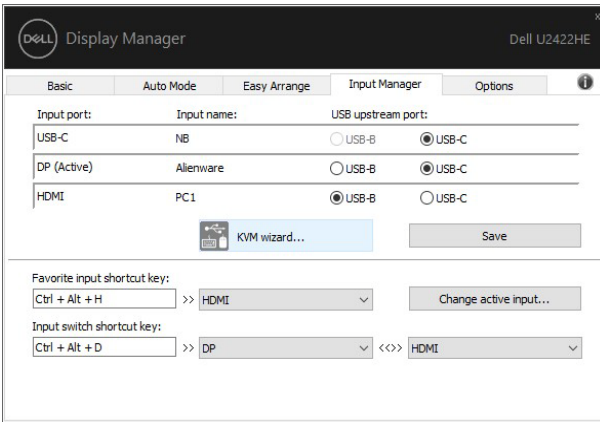 DELL Display Manager Dell U2422HE
Basic Auto Mode Easy Arrange Input Manager Options
Input port: Input name: USB upstream port:
USB-C NB USB-B USB-C
DP (Active) Alienware USB-B USB-C
HDMI PC1 USB-B USB-C
KVM wizard... Save
Favorite input shortcut key:
Ctrl + Alt + H >> HDMI Change active input...
Input switch shortcut key:
Ctrl + Alt + D >> DP <<>> HDMI